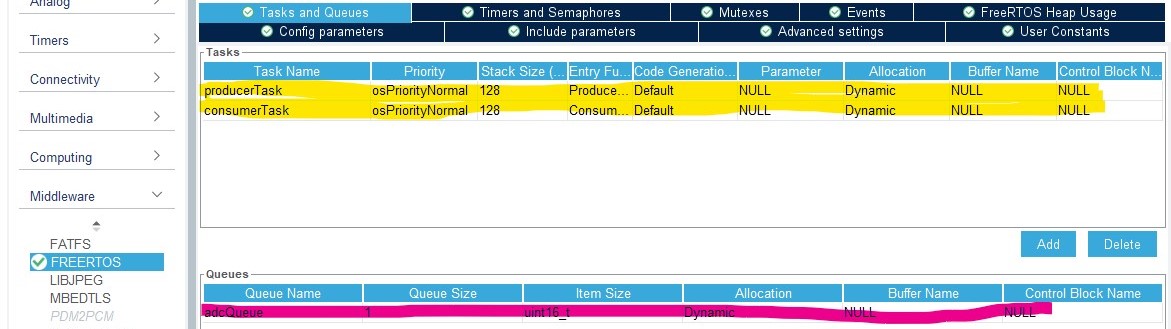 Analog
Timers
Connectivity
Multimedia
Computing
Middleware
FATFS
FREERTOS
LIBJPEG
MBEDTLS
PDM2PCM
Tasks and Queues Timers and Semaphores Mutexes Events FreeRTOS Heap Usage
Config parameters Include parameters Advanced settings User Constants
Tasks
Task Name Priority Stack Size (... Entry Fu... Code Generatio... Parameter Allocation Buffer Name Control Block N...
producerTask osPriorityNormal 128 Produce... Default NULL Dynamic NULL NULL
consumerTask osPriorityNormal 128 Consum... Default NULL Dynamic NULL NULL
Add Delete
Queues
Queue Name Queue Size Item Size Allocation Buffer Name Control Block Name
adcQueue 1 uint16_t Dynamic NULL NULL